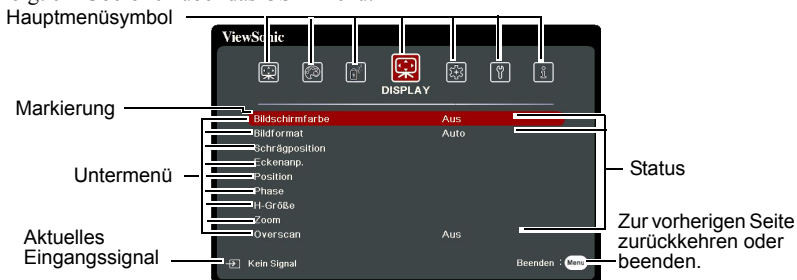 Hauptmenüsymbol
ViewSonic
DISPLAY
Markierung
Bildschirmfarbe Aus
Bildformat Auto
Schrägposition
Eckenanp.
Untermenü
Position
Status
Phase
H-Größe
Zoom
Overscan Aus
Aktuelles
Eingangssignal
Kein Signal
Beenden : Menu
Zur vorherigen Seite
zurückkehren oder
beenden.